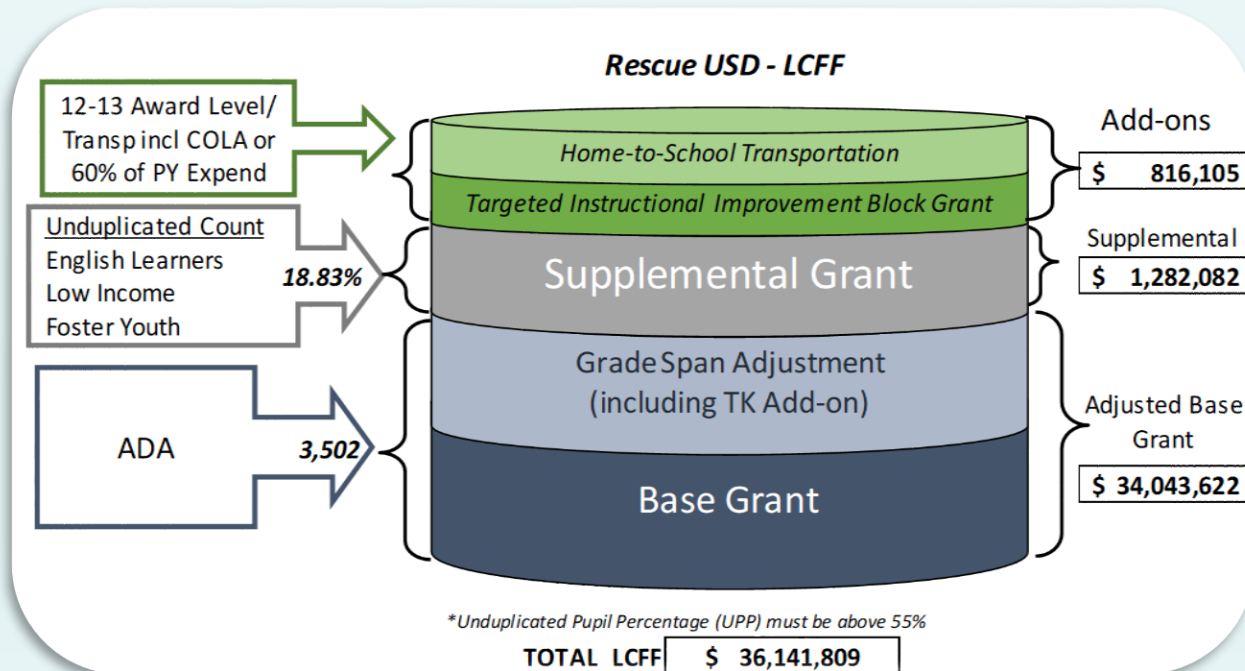 Rescue USD - LCFF
12-13 Award Level/
Transp incl COLA or
60% of PY Expend
Home-to-School Transportation
Targeted Instructional Improvement Block Grant
Add-ons
$ 816,105
Unduplicated Count
English Learners
Low Income
Foster Youth
18.83%
Supplemental Grant
Supplemental
$ 1,282,082
ADA
3,502
Grade Span Adjustment
(including TK Add-on)
Base Grant
Adjusted Base
Grant
$ 34,043,622
*Unduplicated Pupil Percentage (UPP) must be above 55%
TOTAL LCFF $ 36,141,809